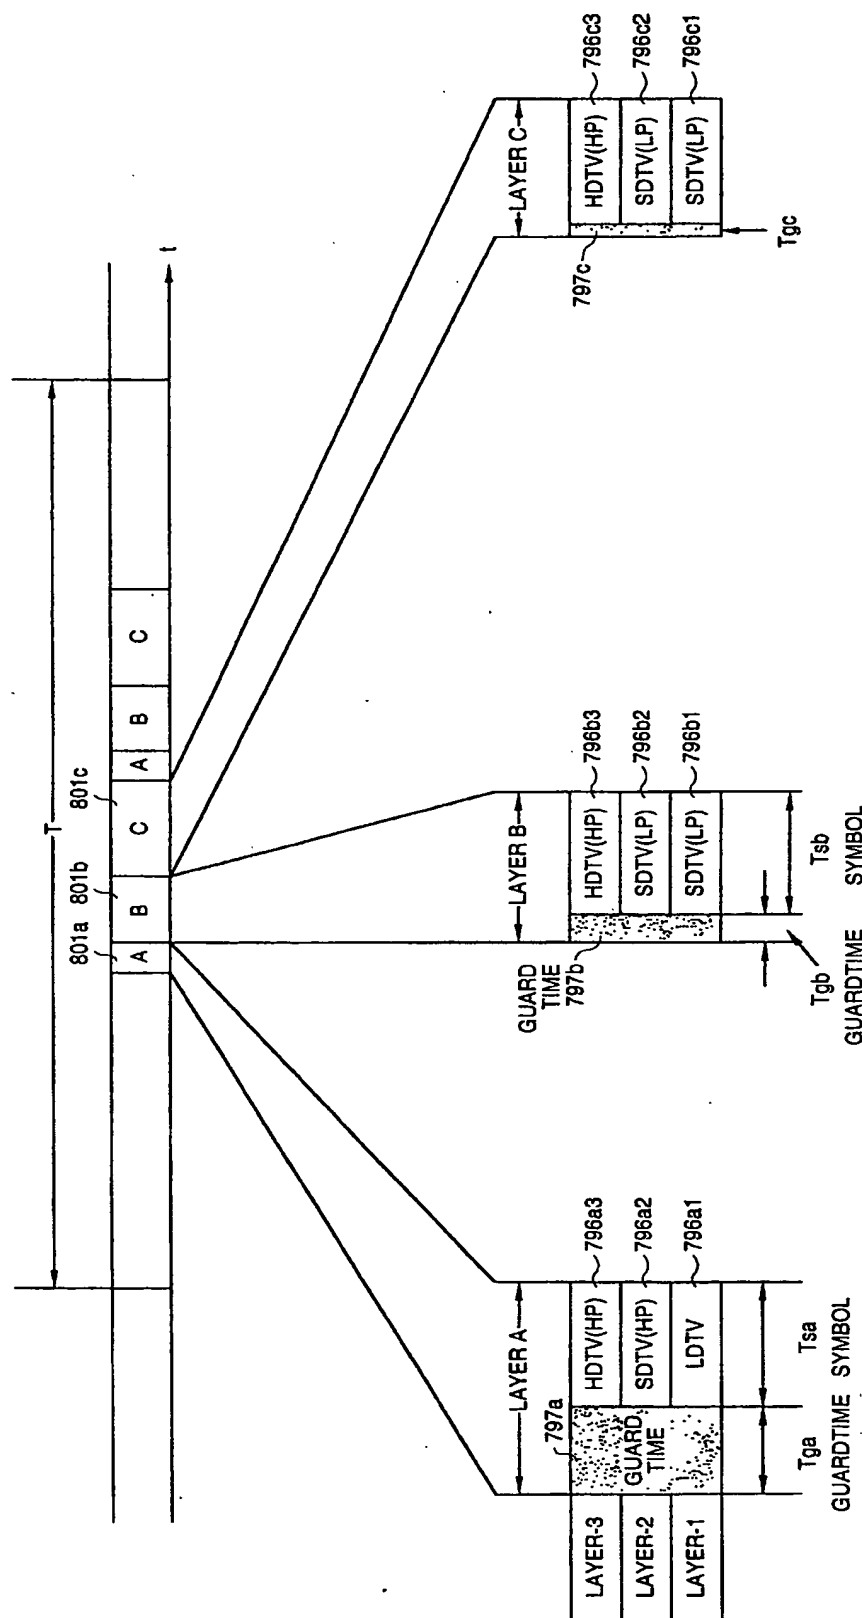 T
t
801a
801b
801c
A
B
C
A
B
C
LAYER A
LAYER B
LAYER C
797a
GUARD
TIME
LAYER-3
LAYER-2
LAYER-1
HDTV(HP)
SDTV(HP)
LDTV
796a3
796a2
796a1
Tga
GUARDTIME
Tsa
SYMBOL
GUARD
TIME
797b
HDTV(HP)
SDTV(LP)
SDTV(LP)
796b3
796b2
796b1
Tgb
GUARDTIME
Tsb
SYMBOL
797c
HDTV(HP)
SDTV(LP)
SDTV(LP)
796c3
796c2
796c1
Tgc